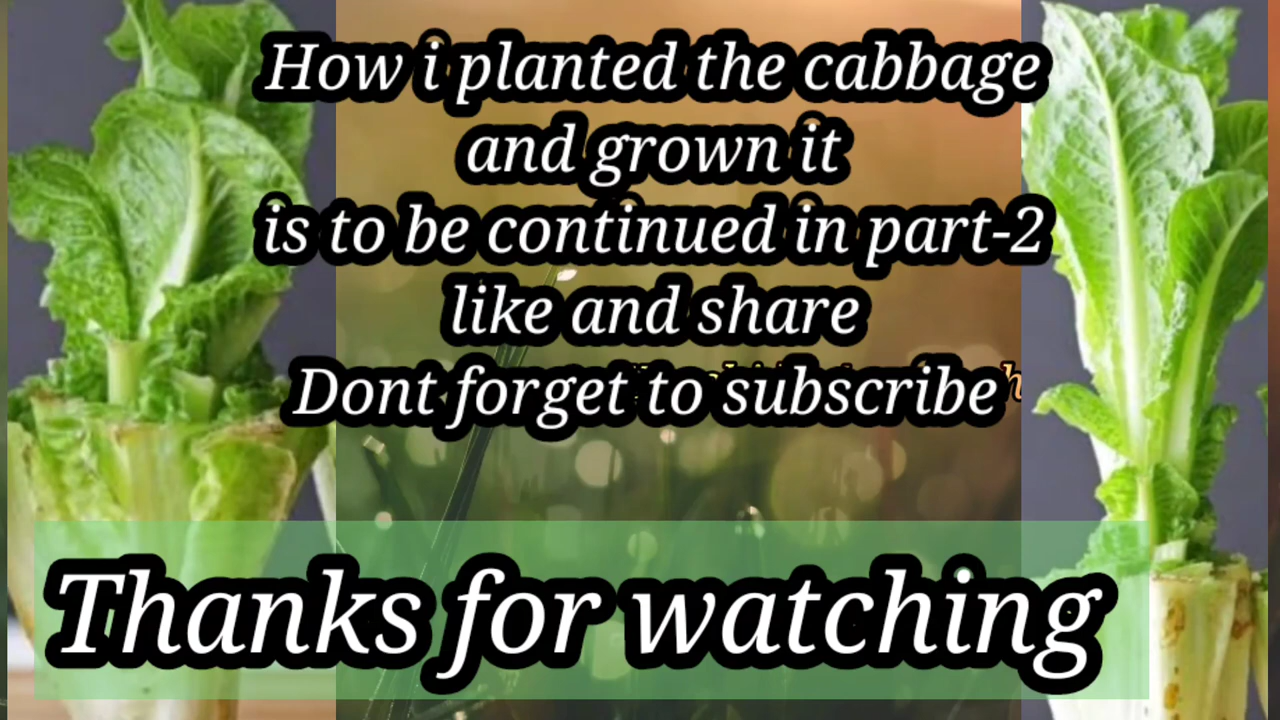 How i planted the cabbage
and grown it
is to be continued in part-2
like and share
Dont forget to subscribe
Thanks for watching